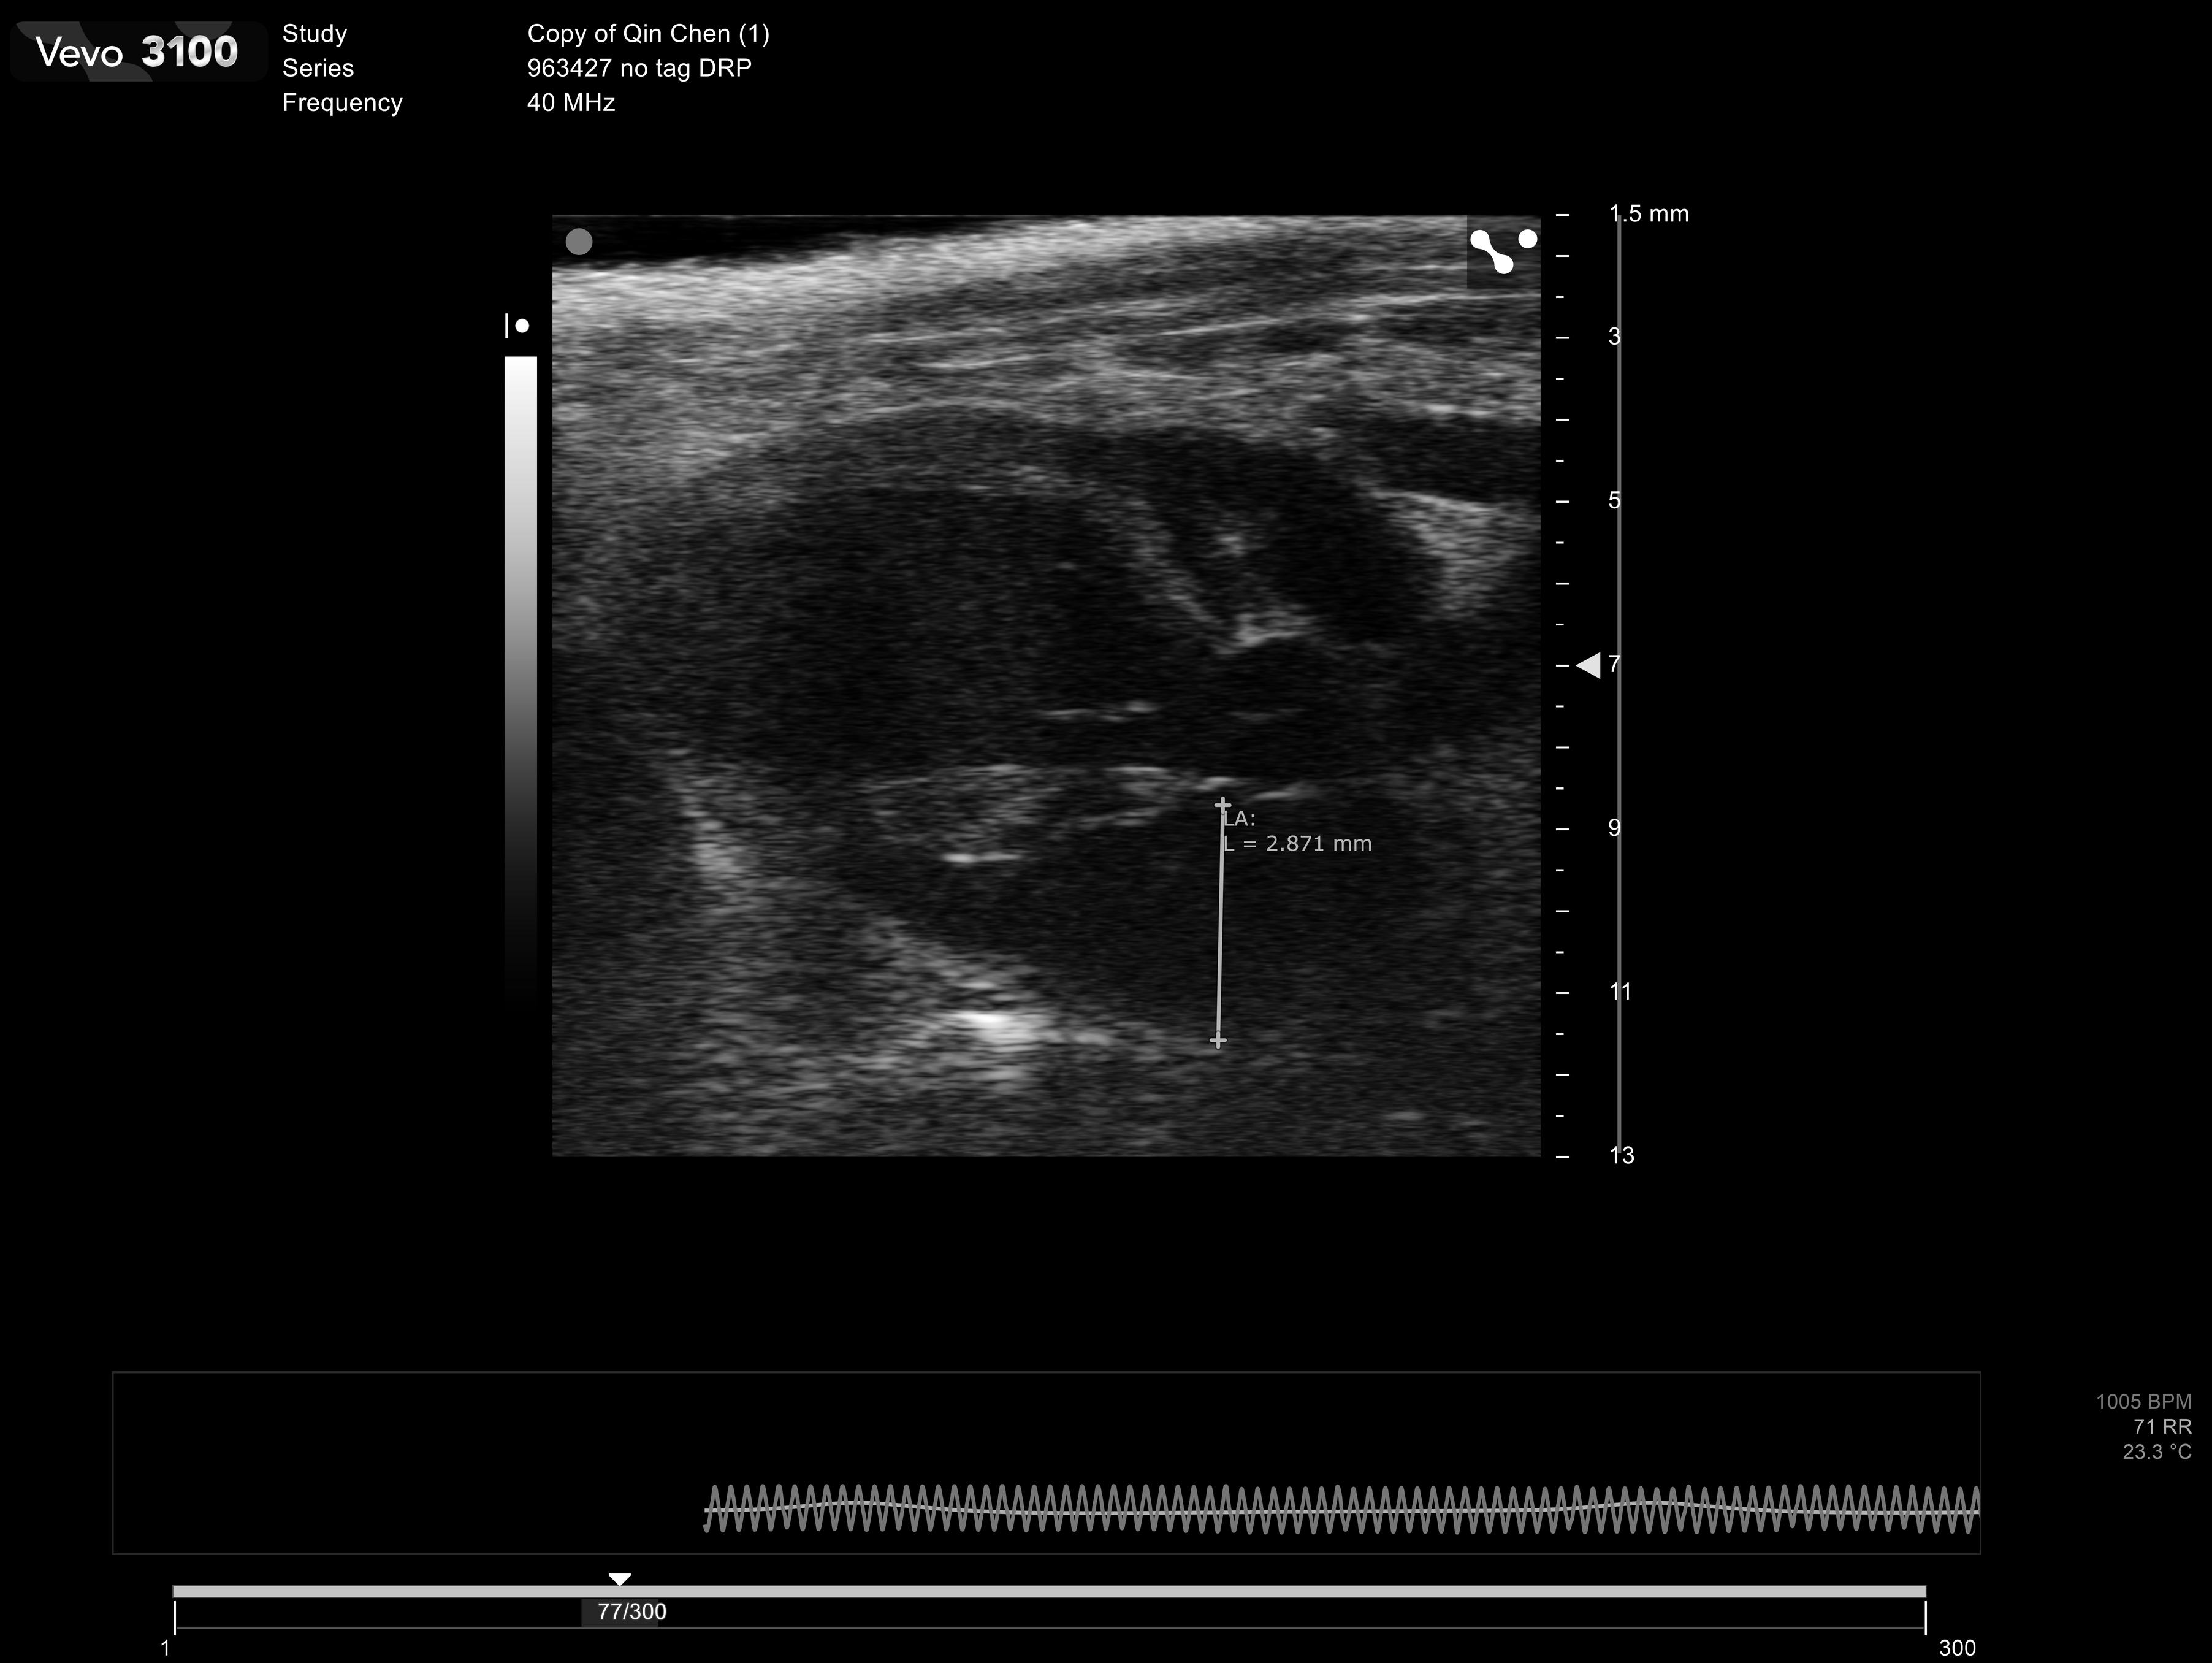 Vevo 3100
Study Copy of Qin Chen (1)
Series 963427 no tag DRP
Frequency 40 MHz
1.5 mm
3
5
7
9
11
13
LA:
L = 2.871 mm
1005 BPM
71 RR
23.3 °C
77/300
1
300